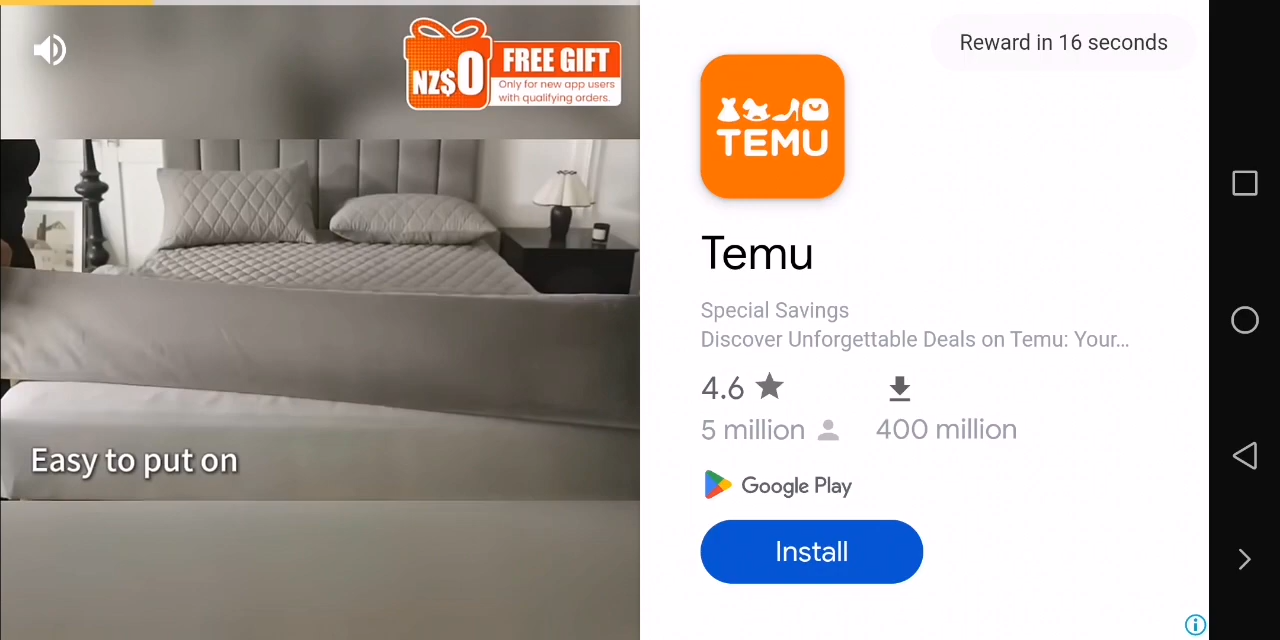 NZ$0
FREE GIFT
Only for new app users
with qualifying orders.
Easy to put on
Reward in 16 seconds
TEMU
Temu
Special Savings
Discover Unforgettable Deals on Temu: Your...
4.6
5 million
400 million
Google Play
Install